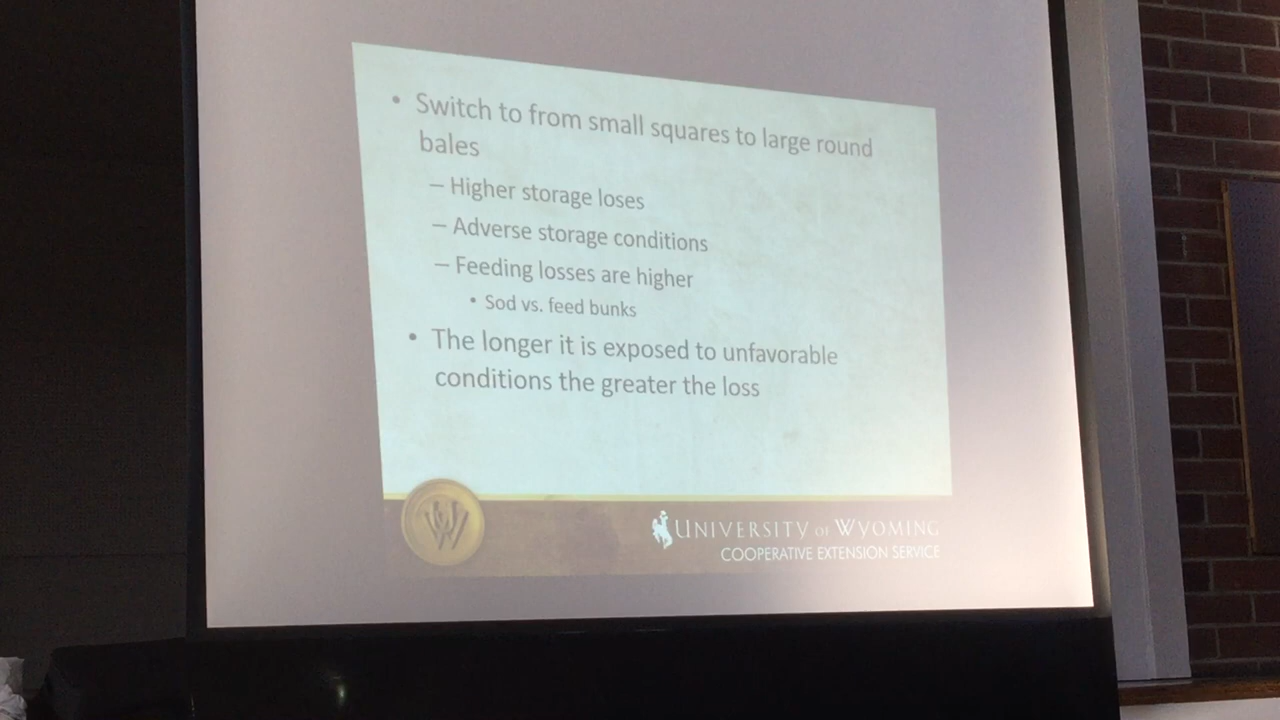 • Switch to from small squares to large round
bales
– Higher storage loses
– Adverse storage conditions
– Feeding losses are higher
• Sod vs. feed bunks
• The longer it is exposed to unfavorable
conditions the greater the loss
UW
UNIVERSITY OF WYOMING
COOPERATIVE EXTENSION SERVICE